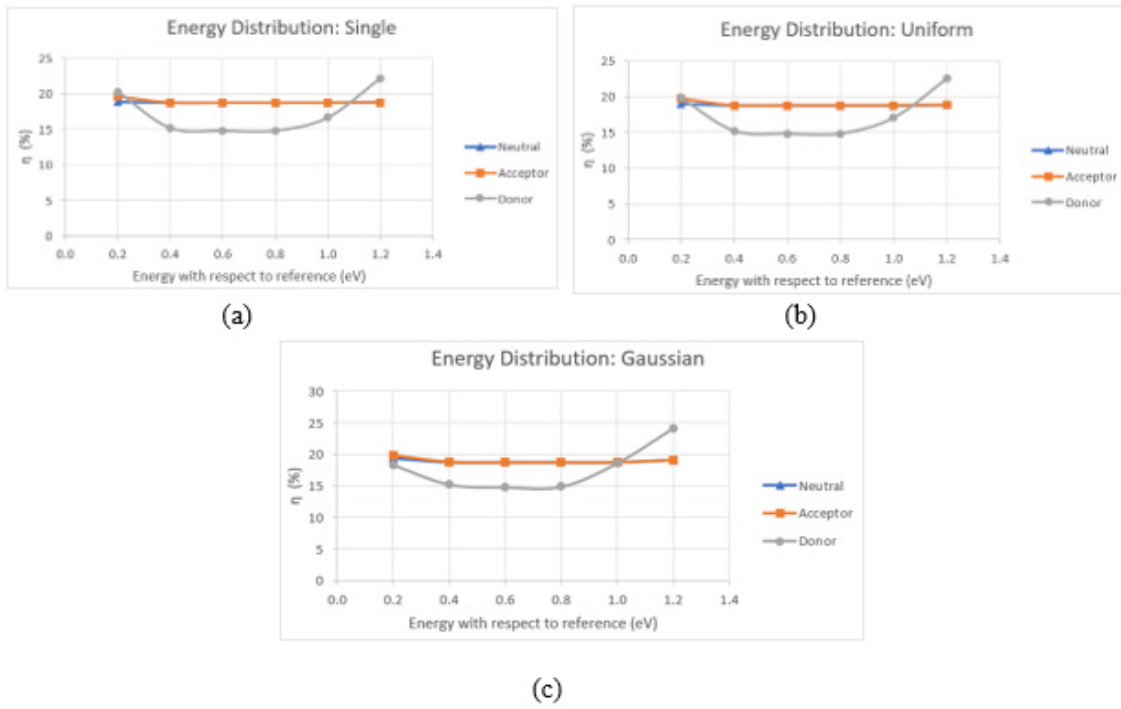 Energy Distribution: Single
25
20
15
10
5
0
η (%)
0.0 0.2 0.4 0.6 0.8 1.0 1.2 1.4
Energy with respect to reference (eV)
Neutral
Acceptor
Donor
(a)
Energy Distribution: Uniform
25
20
15
10
5
0
η (%)
0.0 0.2 0.4 0.6 0.8 1.0 1.2 1.4
Energy with respect to reference (eV)
Neutral
Acceptor
Donor
(b)
Energy Distribution: Gaussian
30
25
20
15
10
5
0
η (%)
0.0 0.2 0.4 0.6 0.8 1.0 1.2 1.4
Energy with respect to reference (eV)
Neutral
Acceptor
Donor
(c)